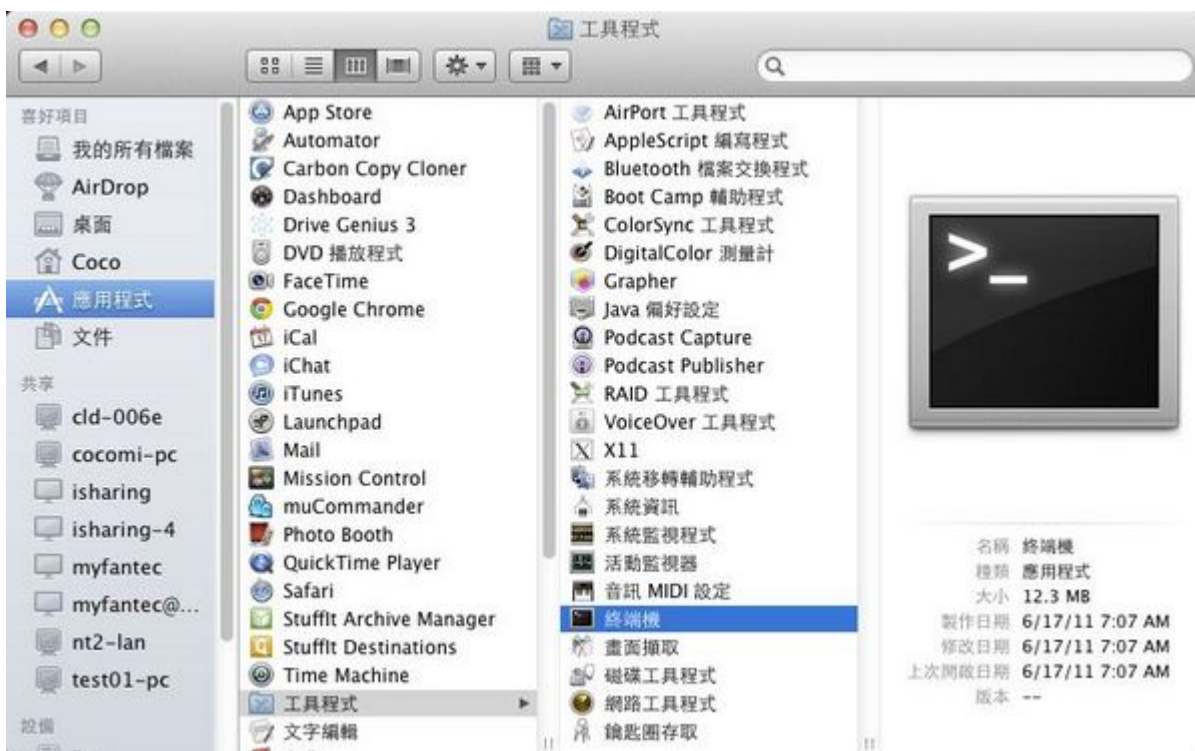 工具程式
喜好項目
我的所有檔案
AirDrop
桌面
Coco
應用程式
文件
共享
cld-006e
cocomi-pc
isharing
isharing-4
myfantec
myfantec@...
nt2-lan
test01-pc
設備
App Store
Automator
Carbon Copy Cloner
Dashboard
Drive Genius 3
DVD 播放程式
FaceTime
Google Chrome
iCal
iChat
iTunes
Launchpad
Mail
Mission Control
muCommander
Photo Booth
QuickTime Player
Safari
StuffIt Archive Manager
StuffIt Destinations
Time Machine
工具程式
文字編輯
AirPort 工具程式
AppleScript 編寫程式
Bluetooth 檔案交換程式
Boot Camp 輔助程式
ColorSync 工具程式
DigitalColor 測量計
Grapher
Java 偏好設定
Podcast Capture
Podcast Publisher
RAID 工具程式
VoiceOver 工具程式
X11
系統移轉輔助程式
系統資訊
系統監視程式
活動監視器
音訊 MIDI 設定
終端機
畫面擷取
磁碟工具程式
網路工具程式
鑰匙圈存取
>_
名稱 終端機
種類 應用程式
大小 12.3 MB
製作日期 6/17/11 7:07 AM
修改日期 6/17/11 7:07 AM
上次開啟日期 6/17/11 7:07 AM
版本 --